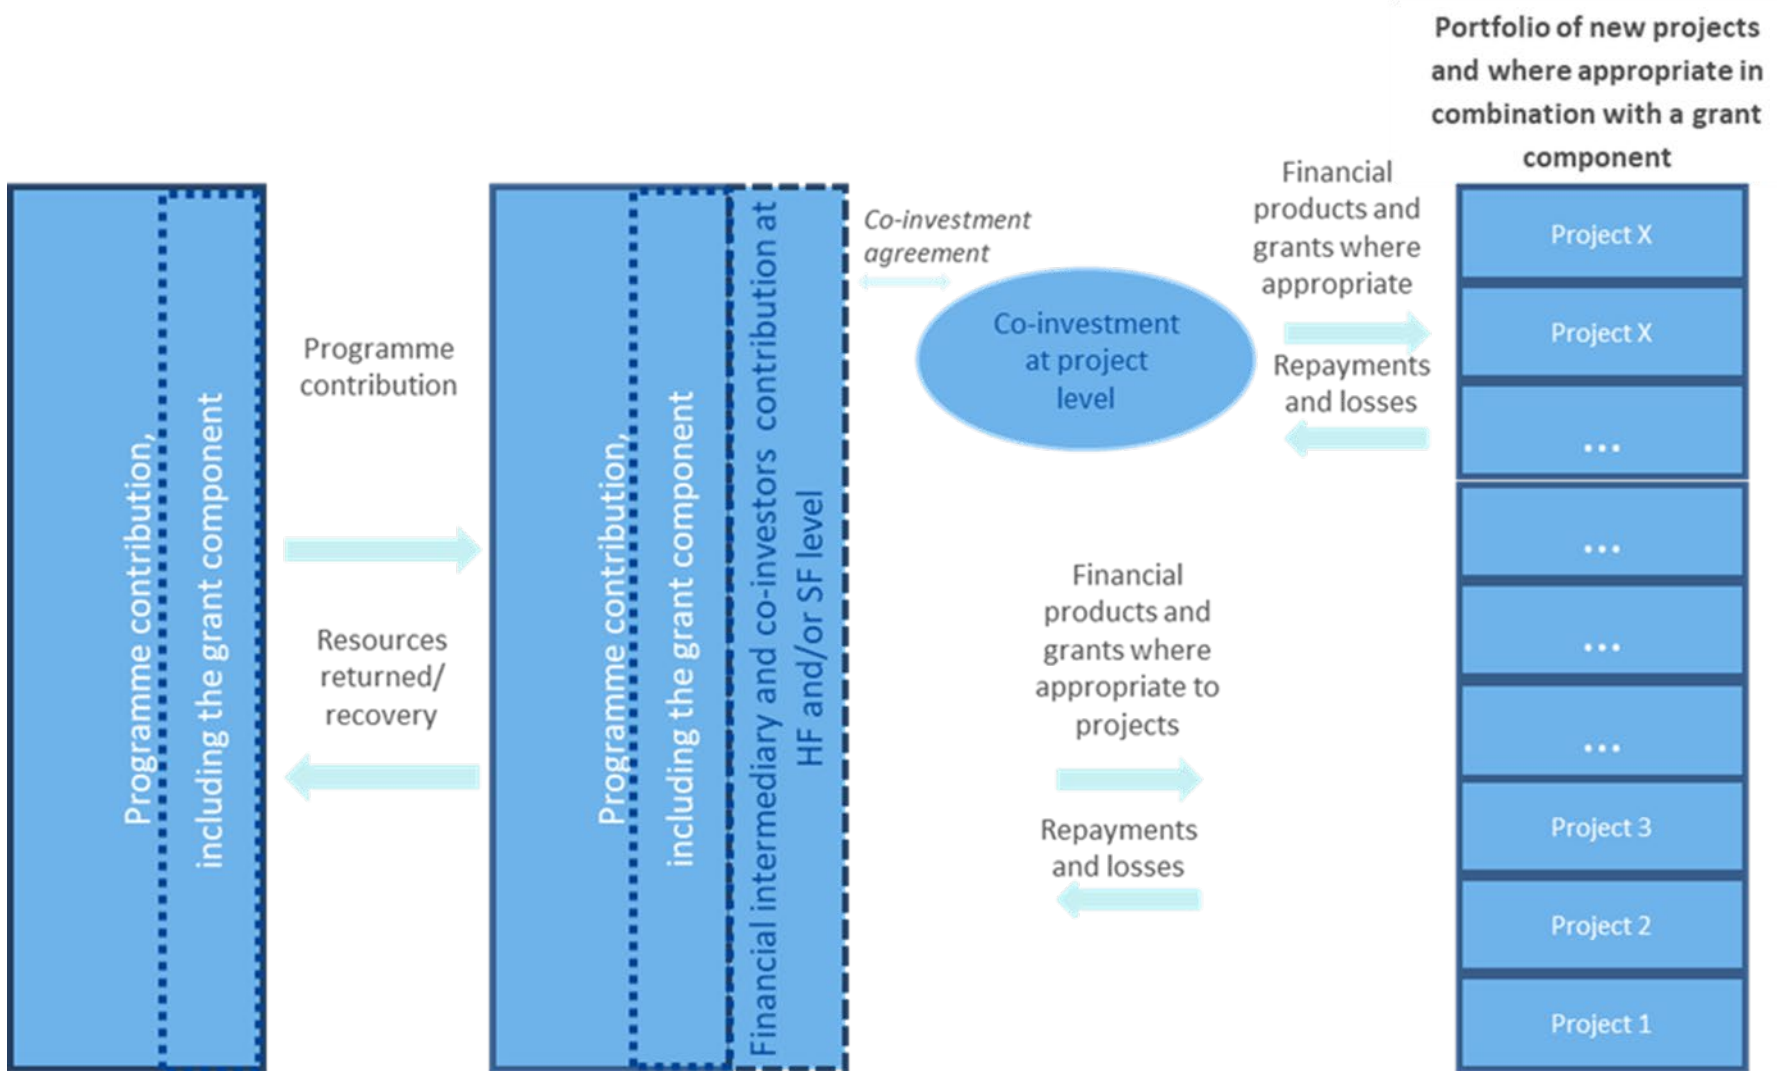 Portfolio of new projects
and where appropriate in
combination with a grant
component
Programme contribution,
including the grant component
Programme
contribution
Resources
returned/
recovery
Programme contribution,
including the grant component
Financial intermediary and co-investors contribution at
HF and/or SF level
Co-investment
agreement
Co-investment
at project
level
Financial
products and
grants where
appropriate
Repayments
and losses
Financial
products and
grants where
appropriate to
projects
Repayments
and losses
Project X
Project X
...
...
...
...
Project 3
Project 2
Project 1